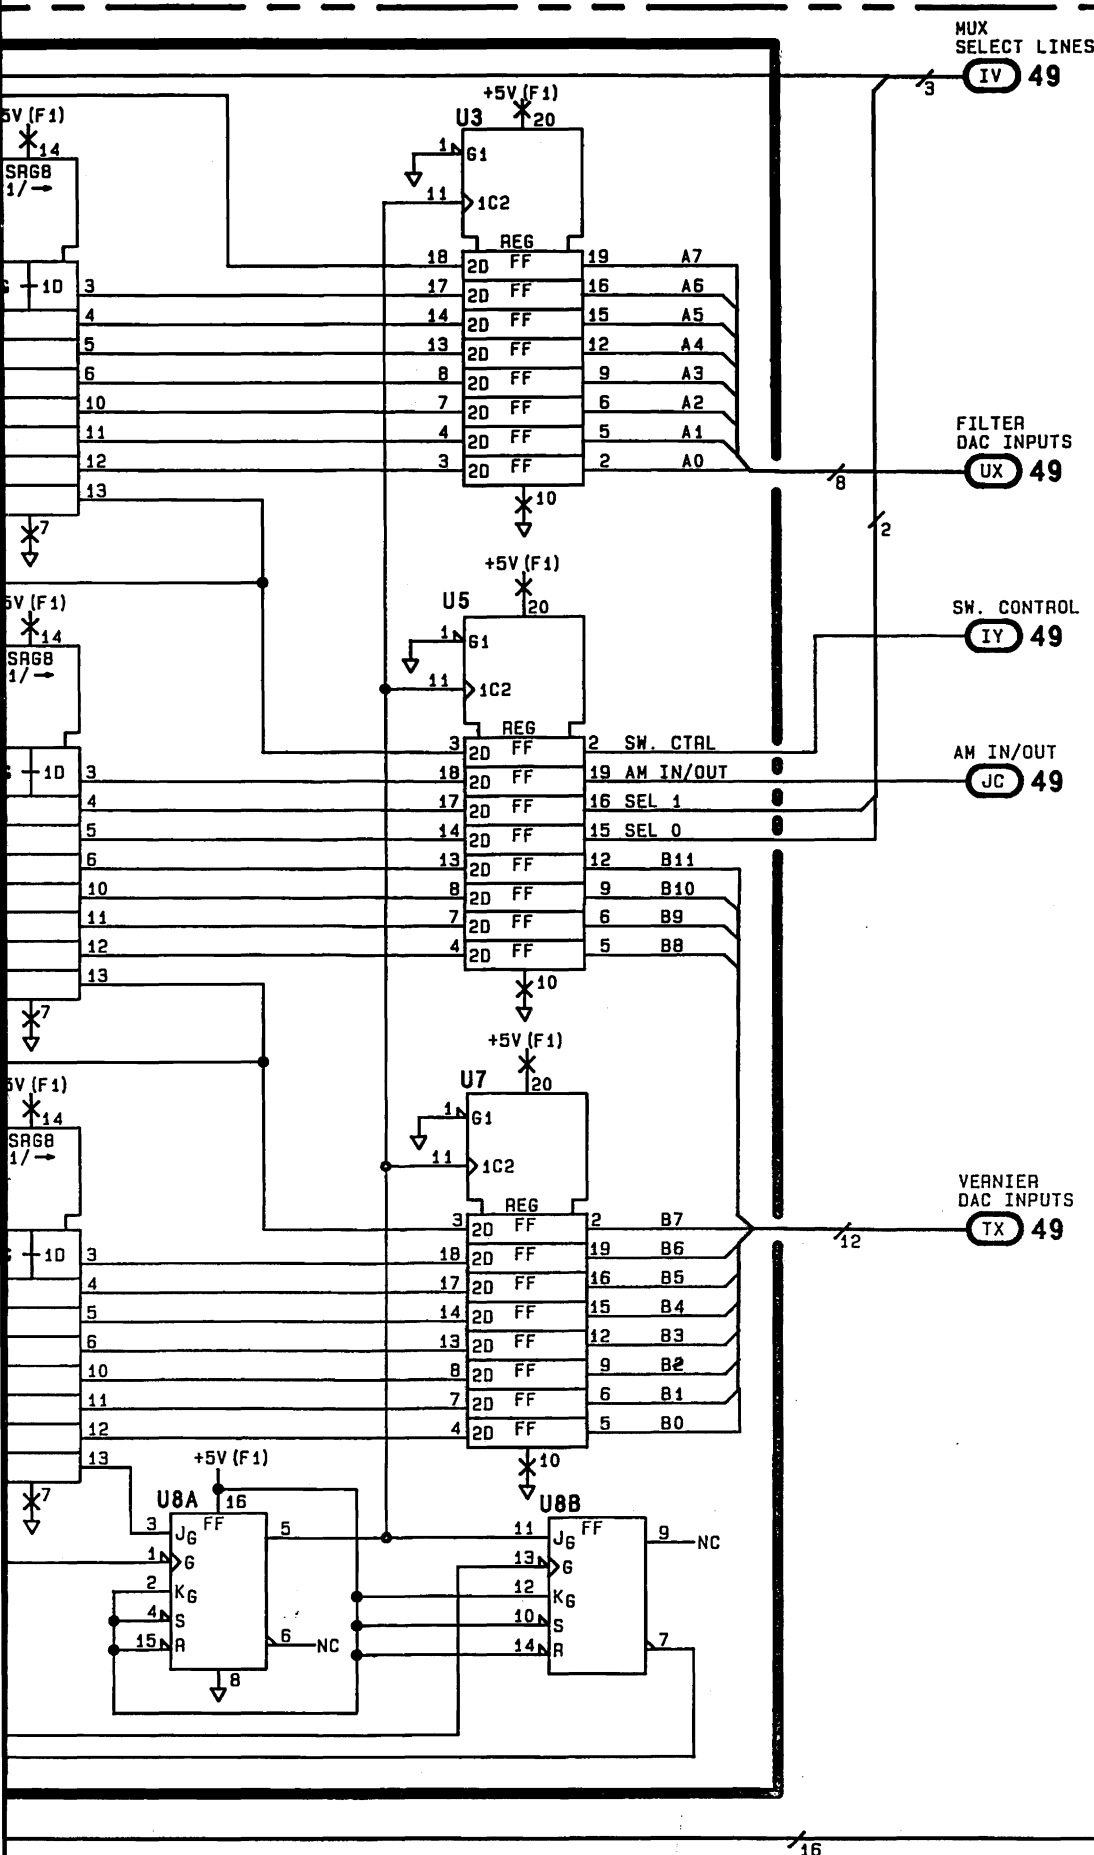 MUX
SELECT LINES
IV 49
3
+5V(F1)
U3
20
1 G1
11 1C2
REG
18 2D FF 19 A7
17 2D FF 16 A6
14 2D FF 15 A5
13 2D FF 12 A4
8 2D FF 9 A3
7 2D FF 6 A2
4 2D FF 5 A1
3 2D FF 2 A0
10
5V(F1)
14
SRG8
1/→
1D
3
4
5
6
10
11
12
13
7
FILTER
DAC INPUTS
UX 49
8
2
+5V(F1)
U5
20
1 G1
11 1C2
REG
3 2D FF 2 SW. CTRL
18 2D FF 19 AM IN/OUT
17 2D FF 16 SEL 1
14 2D FF 15 SEL 0
13 2D FF 12 B11
8 2D FF 9 B10
7 2D FF 6 B9
4 2D FF 5 B8
10
5V(F1)
14
SRG8
1/→
1D
3
4
5
6
10
11
12
13
7
SW. CONTROL
IY 49
AM IN/OUT
JC 49
+5V(F1)
U7
20
1 G1
11 1C2
REG
3 2D FF 2 B7
18 2D FF 19 B6
17 2D FF 16 B5
14 2D FF 15 B4
13 2D FF 12 B3
8 2D FF 9 B2
7 2D FF 6 B1
4 2D FF 5 B0
10
5V(F1)
14
SRG8
1/→
1D
3
4
5
6
10
11
12
13
7
VERNIER
DAC INPUTS
TX 49
12
+5V(F1)
U8A
16
FF
3 JG 5
1 G
2 KG
4 S
15 R 6 NC
8
U8B
FF
11 JG 9 NC
13 G
12 KG
10 S
14 R 7
16